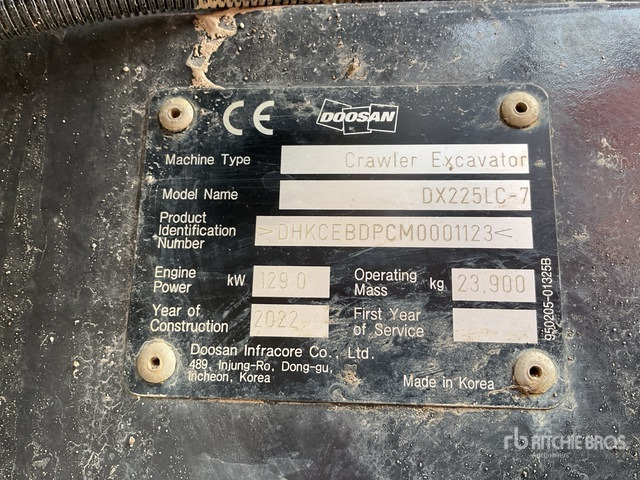 CE DOOSAN
Machine Type Crawler Excavator
Model Name DX225LC-7
Product
Identification
Number >DHKCEBDPCM0001123<
Engine
Power kW 129.0 Operating
Mass kg 23.900
Year of
Construction 2022 First Year
of Service
Doosan Infracore Co., Ltd.
489, Injung-Ro, Dong-gu,
Incheon, Korea
Made in Korea
950205-01325B
rb RITCHIE BROS.